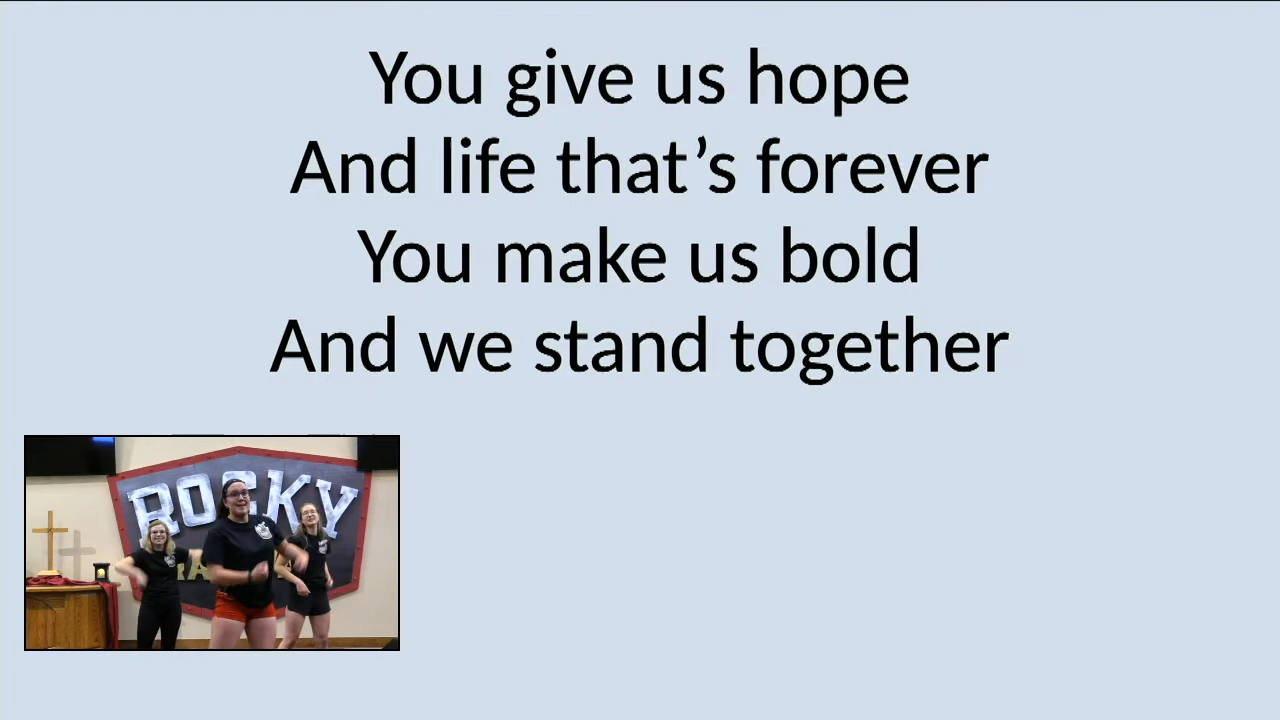 You give us hope
And life that’s forever
You make us bold
And we stand together
ROCKY